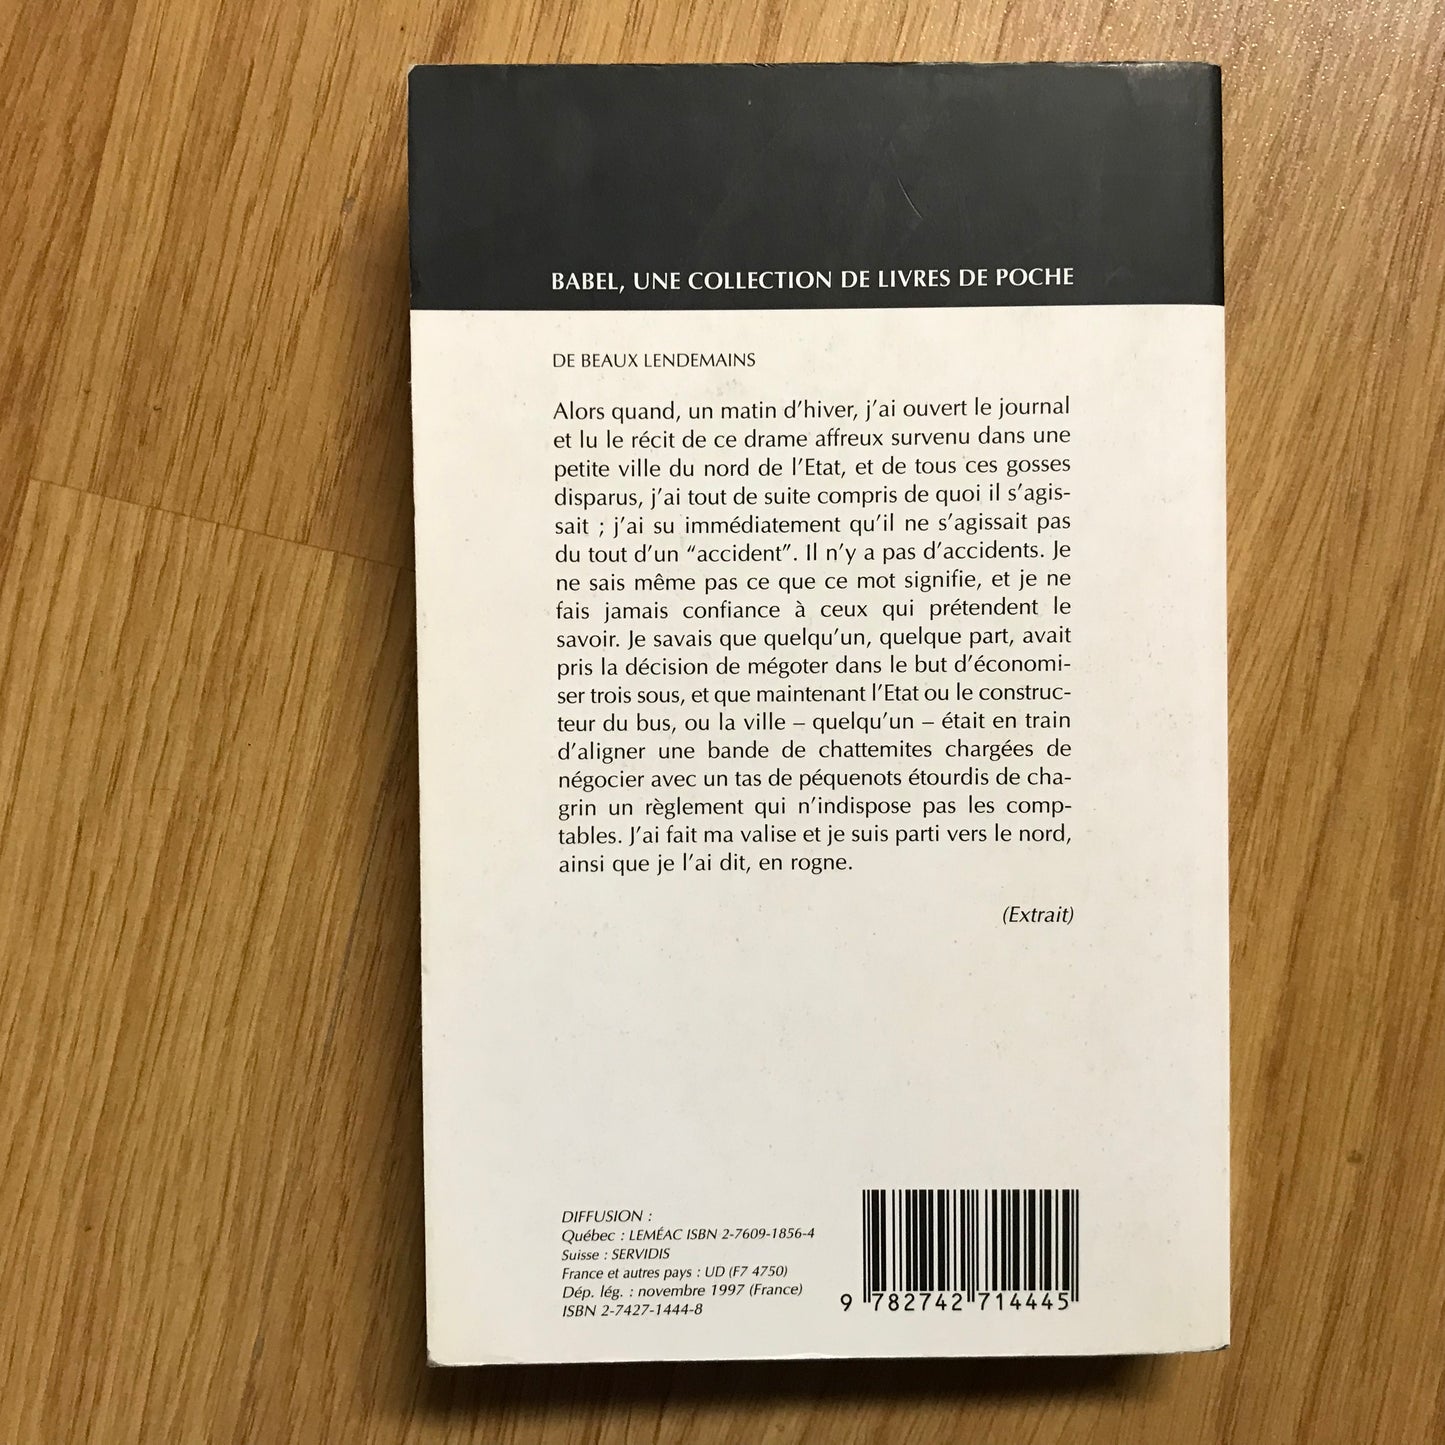 BABEL, UNE COLLECTION DE LIVRES DE POCHE
DE BEAUX LENDEMAINS
Alors quand, un matin d'hiver, j'ai ouvert le journal
et lu le récit de ce drame affreux survenu dans une
petite ville du nord de l'Etat, et de tous ces gosses
disparus, j'ai tout de suite compris de quoi il s'agis-
sait ; j'ai su immédiatement qu'il ne s'agissait pas
du tout d'un “accident”. Il n'y a pas d'accidents. Je
ne sais même pas ce que ce mot signifie, et je ne
fais jamais confiance à ceux qui prétendent le
savoir. Je savais que quelqu'un, quelque part, avait
pris la décision de mégoter dans le but d'économi-
ser trois sous, et que maintenant l'Etat ou le construc-
teur du bus, ou la ville – quelqu'un – était en train
d'aligner une bande de chattemites chargées de
négocier avec un tas de péquenots étourdis de cha-
grin un règlement qui n'indispose pas les comp-
tables. J'ai fait ma valise et je suis parti vers le nord,
ainsi que je l'ai dit, en rogne.
(Extrait)
DIFFUSION :
Québec : LEMÉAC ISBN 2-7609-1856-4
Suisse : SERVIDIS
France et autres pays : UD (F7 4750)
Dép. lég. : novembre 1997 (France)
ISBN 2-7427-1444-8
9 782742 714445